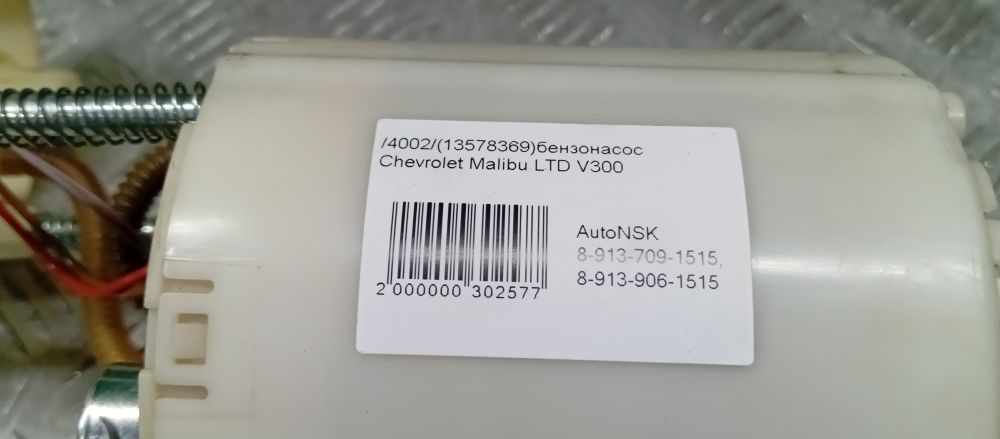 /4002/(13578369)бензонасос
Chevrolet Malibu LTD V300
AutoNSK
8-913-709-1515,
8-913-906-1515
2 000000 302577